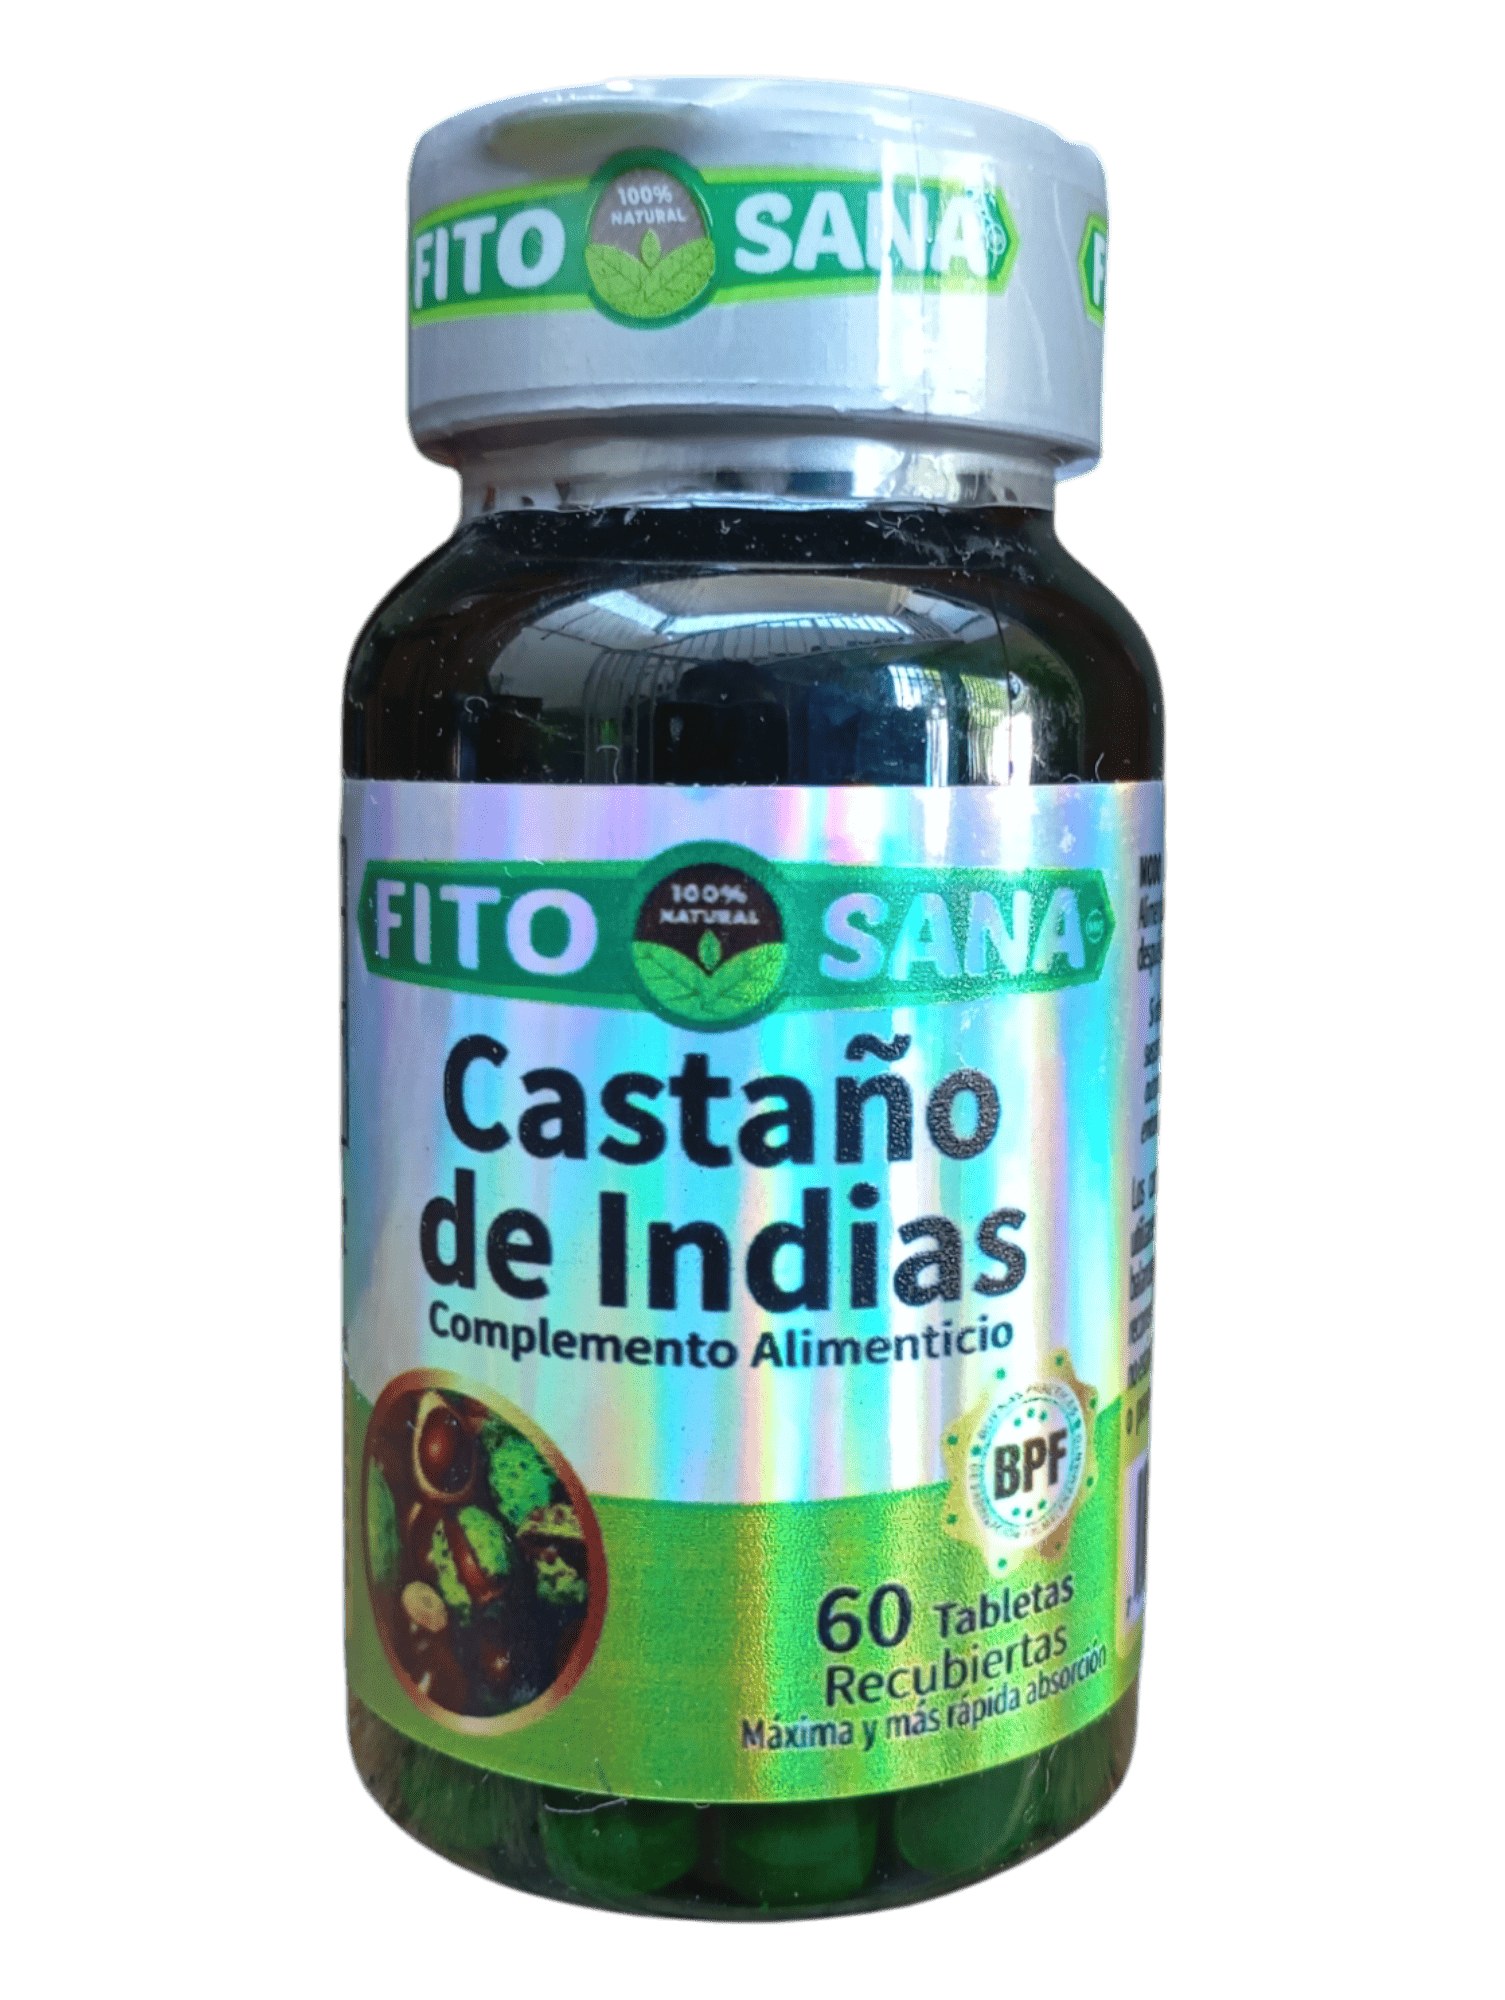 FITO 100% NATURAL SANA
FITO 100% NATURAL SANA
Castaño
de Indias
Complemento Alimenticio
BPF
60 Tabletas
Recubiertas
Máxima y más rápida absorción